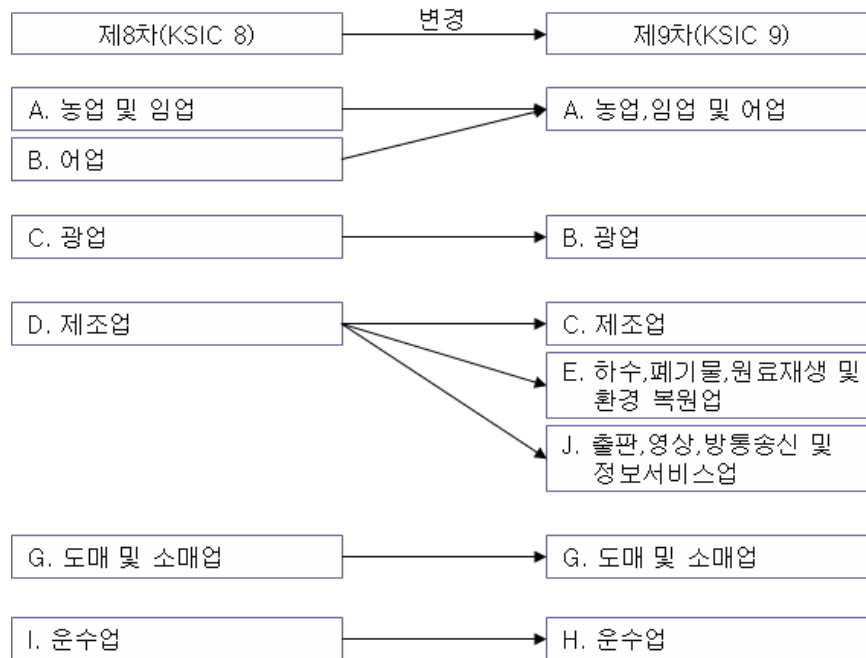 제8차(KSIC 8)
변경
제9차(KSIC 9)
A. 농업 및 임업
A. 농업,임업 및 어업
B. 어업
C. 광업
B. 광업
D. 제조업
C. 제조업
E. 하수,폐기물,원료재생 및
환경 복원업
J. 출판,영상,방통송신 및
정보서비스업
G. 도매 및 소매업
G. 도매 및 소매업
I. 운수업
H. 운수업